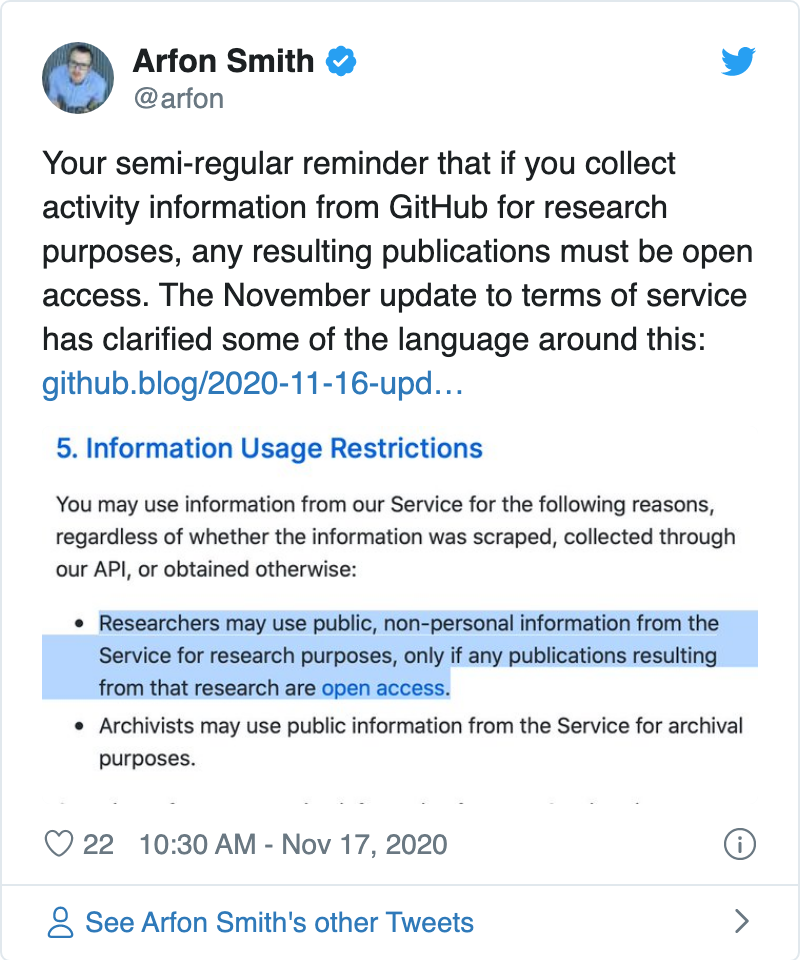 Arfon Smith
@arfon
Your semi-regular reminder that if you collect
activity information from GitHub for research
purposes, any resulting publications must be open
access. The November update to terms of service
has clarified some of the language around this:
github.blog/2020-11-16-upd…
5. Information Usage Restrictions
You may use information from our Service for the following reasons,
regardless of whether the information was scraped, collected through
our API, or obtained otherwise:
• Researchers may use public, non-personal information from the
Service for research purposes, only if any publications resulting
from that research are open access.
• Archivists may use public information from the Service for archival
purposes.
22 10:30 AM - Nov 17, 2020
See Arfon Smith's other Tweets